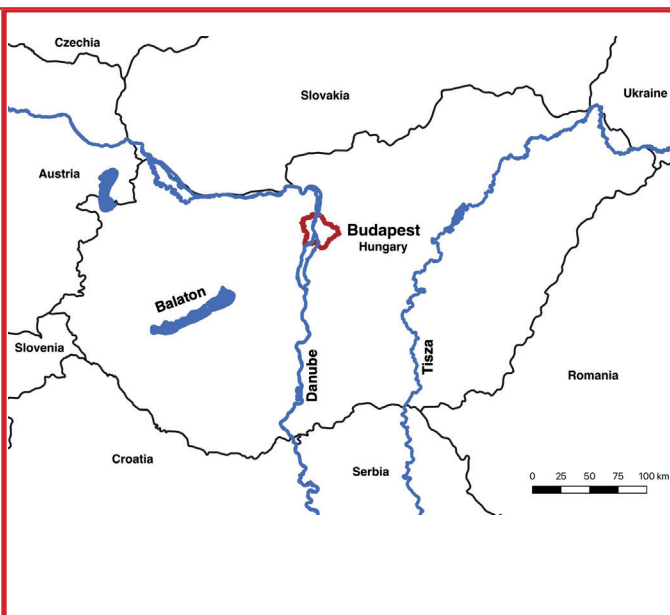 Czechia
Slovakia
Ukraine
Austria
Budapest
Hungary
Balaton
Slovenia
Danube
Tisza
Romania
Croatia
Serbia
0 25 50 75 100 km